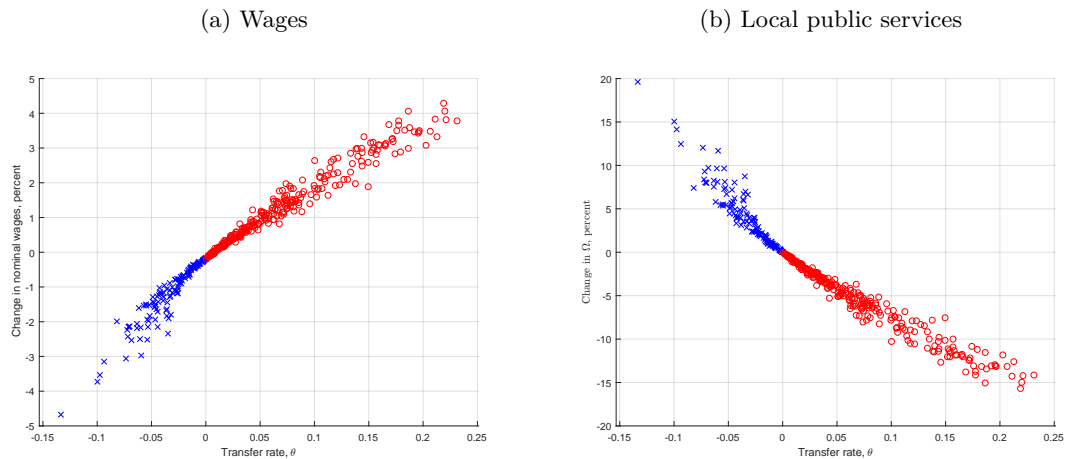 (a) Wages
5
4
3
2
1
0
-1
-2
-3
-4
-5
Change in nominal wages, percent
-0.15 -0.1 -0.05 0 0.05 0.1 0.15 0.2 0.25
Transfer rate, θ
(b) Local public services
20
15
10
5
0
-5
-10
-15
-20
Change in Ω, percent
-0.15 -0.1 -0.05 0 0.05 0.1 0.15 0.2 0.25
Transfer rate, θ